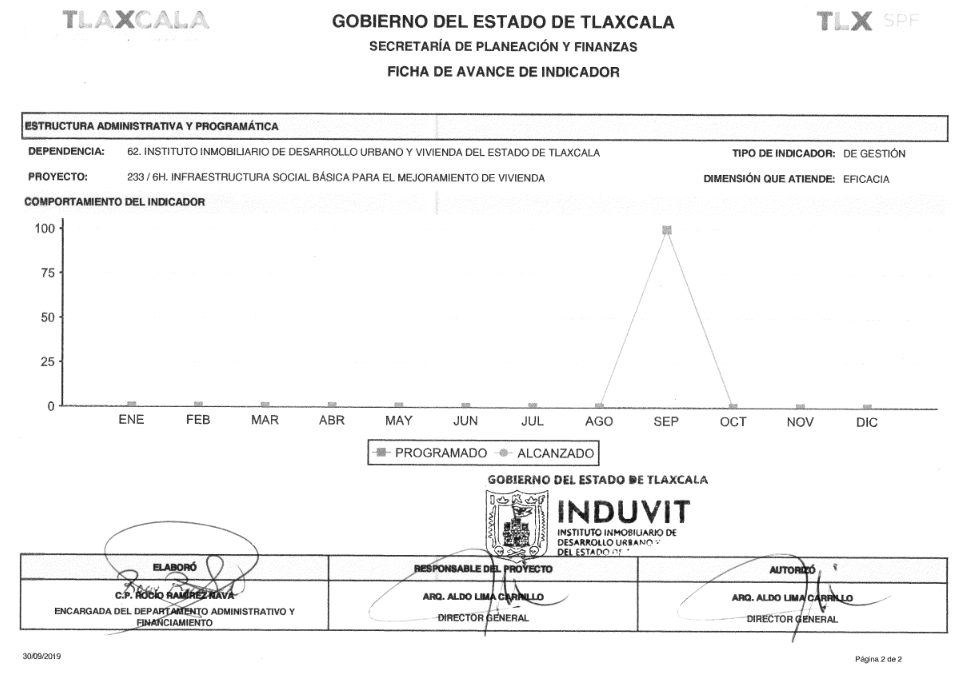 TLAXCALA
GOBIERNO DEL ESTADO DE TLAXCALA
TLX SPF
SECRETARÍA DE PLANEACIÓN Y FINANZAS
FICHA DE AVANCE DE INDICADOR
ESTRUCTURA ADMINISTRATIVA Y PROGRAMÁTICA
DEPENDENCIA: 62. INSTITUTO INMOBILIARIO DE DESARROLLO URBANO Y VIVIENDA DEL ESTADO DE TLAXCALA TIPO DE INDICADOR: DE GESTIÓN
PROYECTO: 233 / 6H. INFRAESTRUCTURA SOCIAL BÁSICA PARA EL MEJORAMIENTO DE VIVIENDA DIMENSIÓN QUE ATIENDE: EFICACIA
COMPORTAMIENTO DEL INDICADOR
100
75
50
25
0
ENE FEB MAR ABR MAY JUN JUL AGO SEP OCT NOV DIC
PROGRAMADO ALCANZADO
GOBIERNO DEL ESTADO DE TLAXCALA
INDUVIT
INSTITUTO INMOBILIARIO DE
DESARROLLO URBANO Y
DEL ESTADO
ELABORÓ RESPONSABLE DEL PROYECTO AUTORIZÓ
C.P. ROCÍO RAMÍREZ NAVA ARQ. ALDO LIMA CARRILLO ARQ. ALDO LIMA CARRILLO
ENCARGADA DEL DEPARTAMENTO ADMINISTRATIVO Y
FINANCIAMIENTO
DIRECTOR GENERAL DIRECTOR GENERAL
30/09/2019 Página 2 de 2